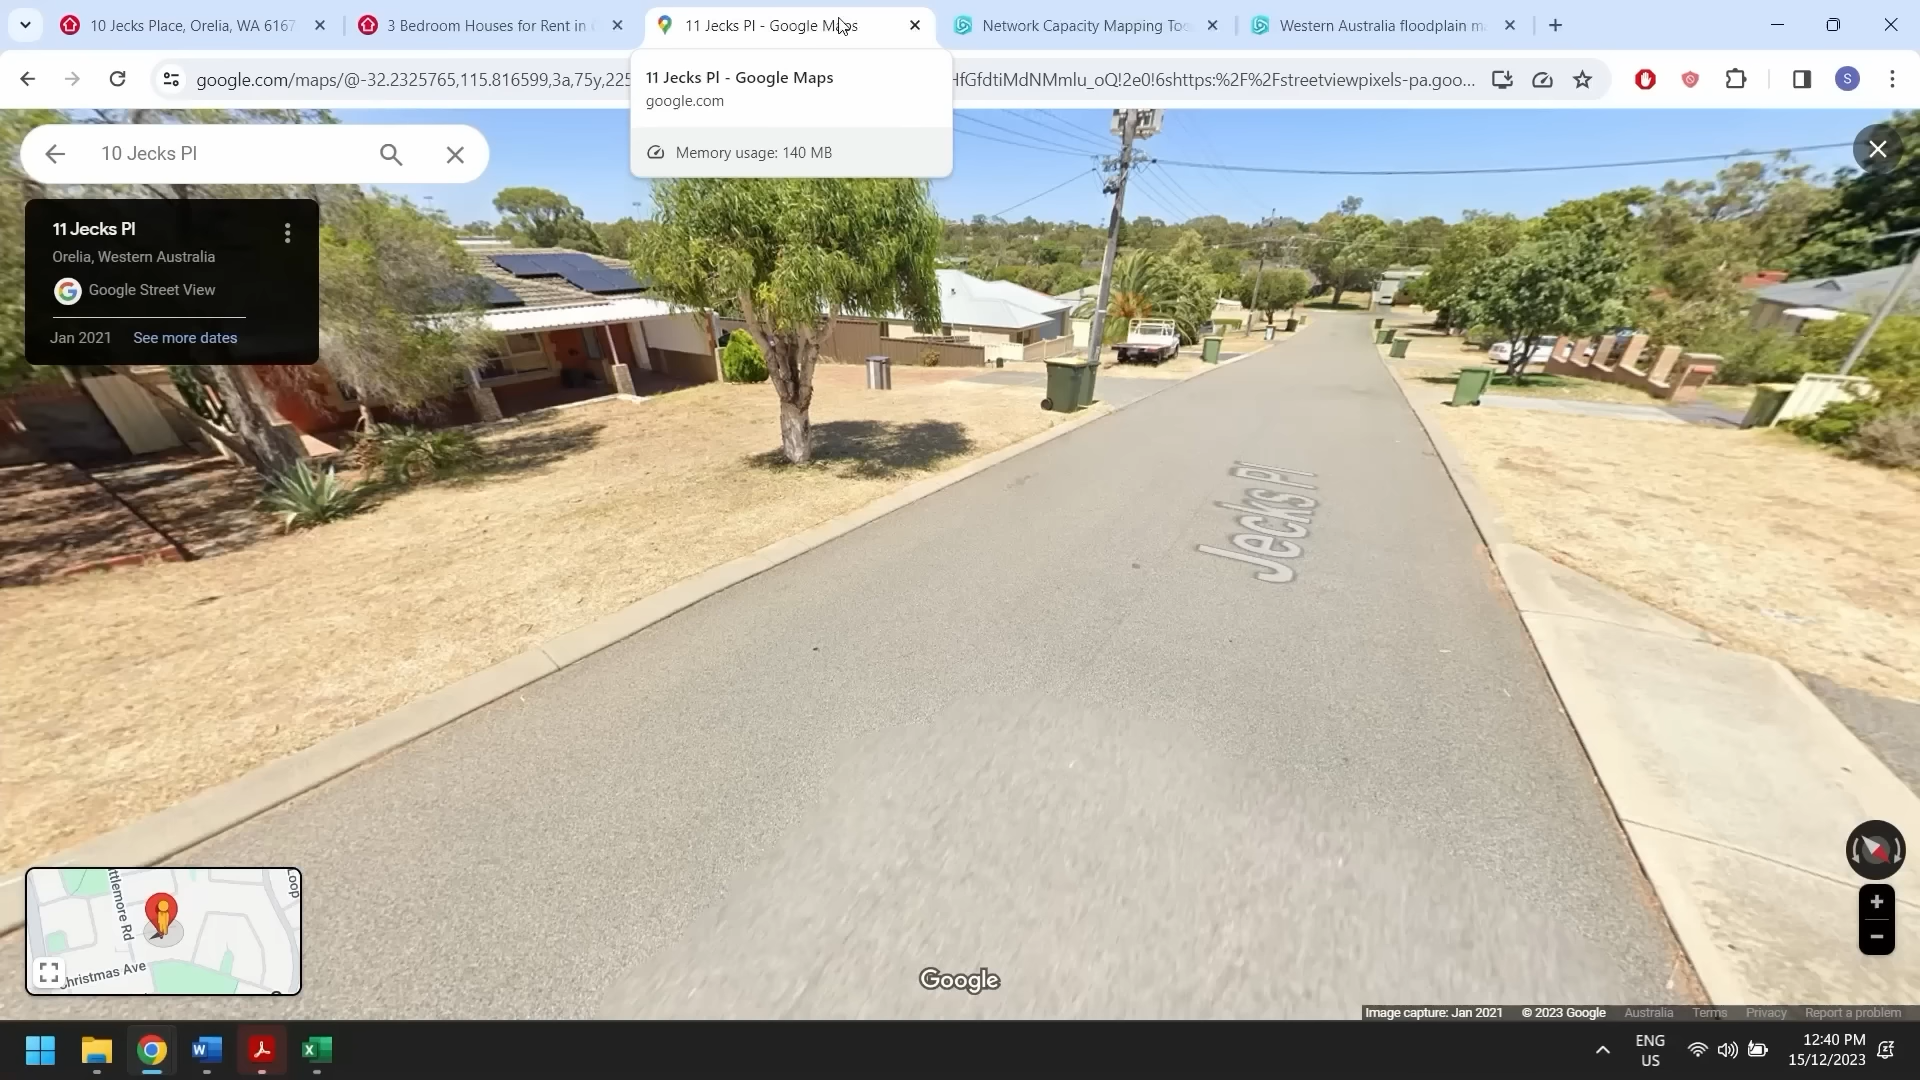 10 Jecks Place, Orelia, WA 6167
3 Bedroom Houses for Rent in
11 Jecks Pl - Google Maps
Network Capacity Mapping Too
Western Australia floodplain m
google.com/maps/@-32.2325765,115.816599,3a,75y,225
HfGfdtiMdNMmlu_oQ!2e0!6shttps:%2F%2Fstreetviewpixels-pa.goo...
S
11 Jecks Pl - Google Maps
google.com
Memory usage: 140 MB
10 Jecks Pl
11 Jecks Pl
Orelia, Western Australia
Google Street View
Jan 2021 See more dates
Jecks Pl
ttlemore Rd
Loop
Christmas Ave
Google
Image capture: Jan 2021 © 2023 Google Australia Terms Privacy Report a problem
ENG
US
12:40 PM
15/12/2023